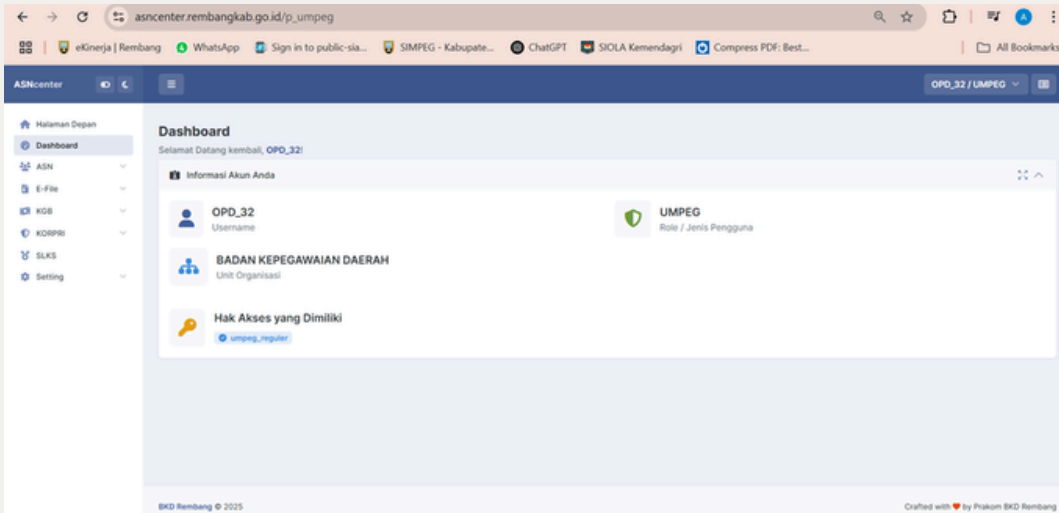 asncenter.rembangkab.go.id/p_umpeg
eKinerja | Rembang WhatsApp Sign in to public-sia... SIMPEG - Kabupate... ChatGPT SIOLA Kemendagri Compress PDF: Best... All Bookmarks
ASNcenter
OPD_32 / UMPEG
Halaman Depan
Dashboard
ASN
E-File
KGB
KORPRI
SLKS
Setting
Dashboard
Selamat Datang kembali, OPD_32!
Informasi Akun Anda
OPD_32
Username
UMPEG
Role / Jenis Pengguna
BADAN KEPEGAWAIAN DAERAH
Unit Organisasi
Hak Akses yang Dimiliki
umpeg_reguler
BKD Rembang © 2025
Crafted with ❤ by Prakom BKD Rembang